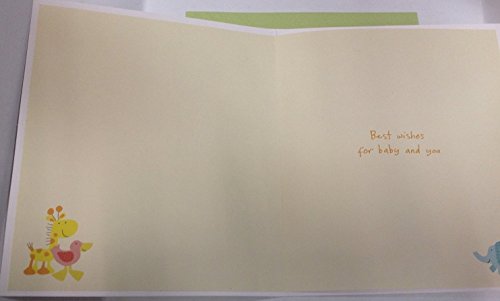 Best wishes
for baby and you